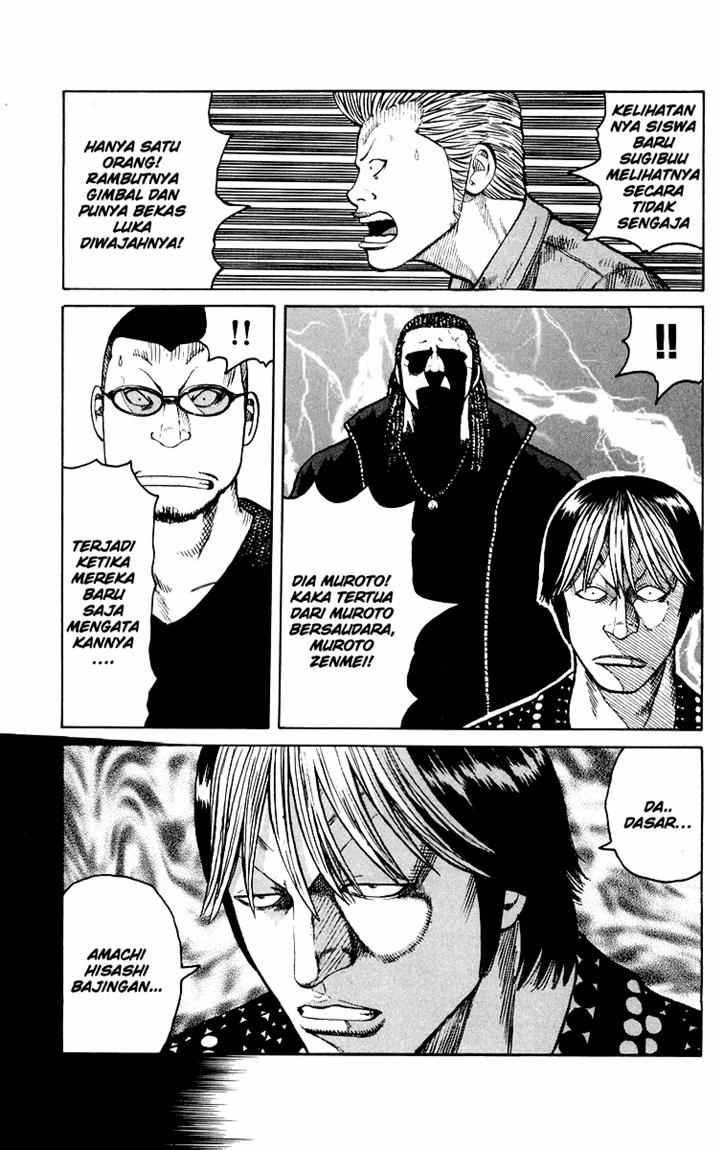 KELIHATAN
NYA SISWA
BARU
SUGIBUU
MELIHATNYA
SECARA
TIDAK
SENGAJA
HANYA SATU
ORANG!
RAMBUTNYA
GIMBAL DAN
PUNYA BEKAS
LUKA
DIWAJAHNYA!
!!
DIA MUROTO!
KAKA TERTUA
DARI MUROTO
BERSAUDARA,
MUROTO
ZENMEI!
!!
TERJADI
KETIKA
MEREKA
BARU
SAJA
MENGATA
KANNYA
....
DA..
DASAR...
AMACHI
HISASHI
BAJINGAN...